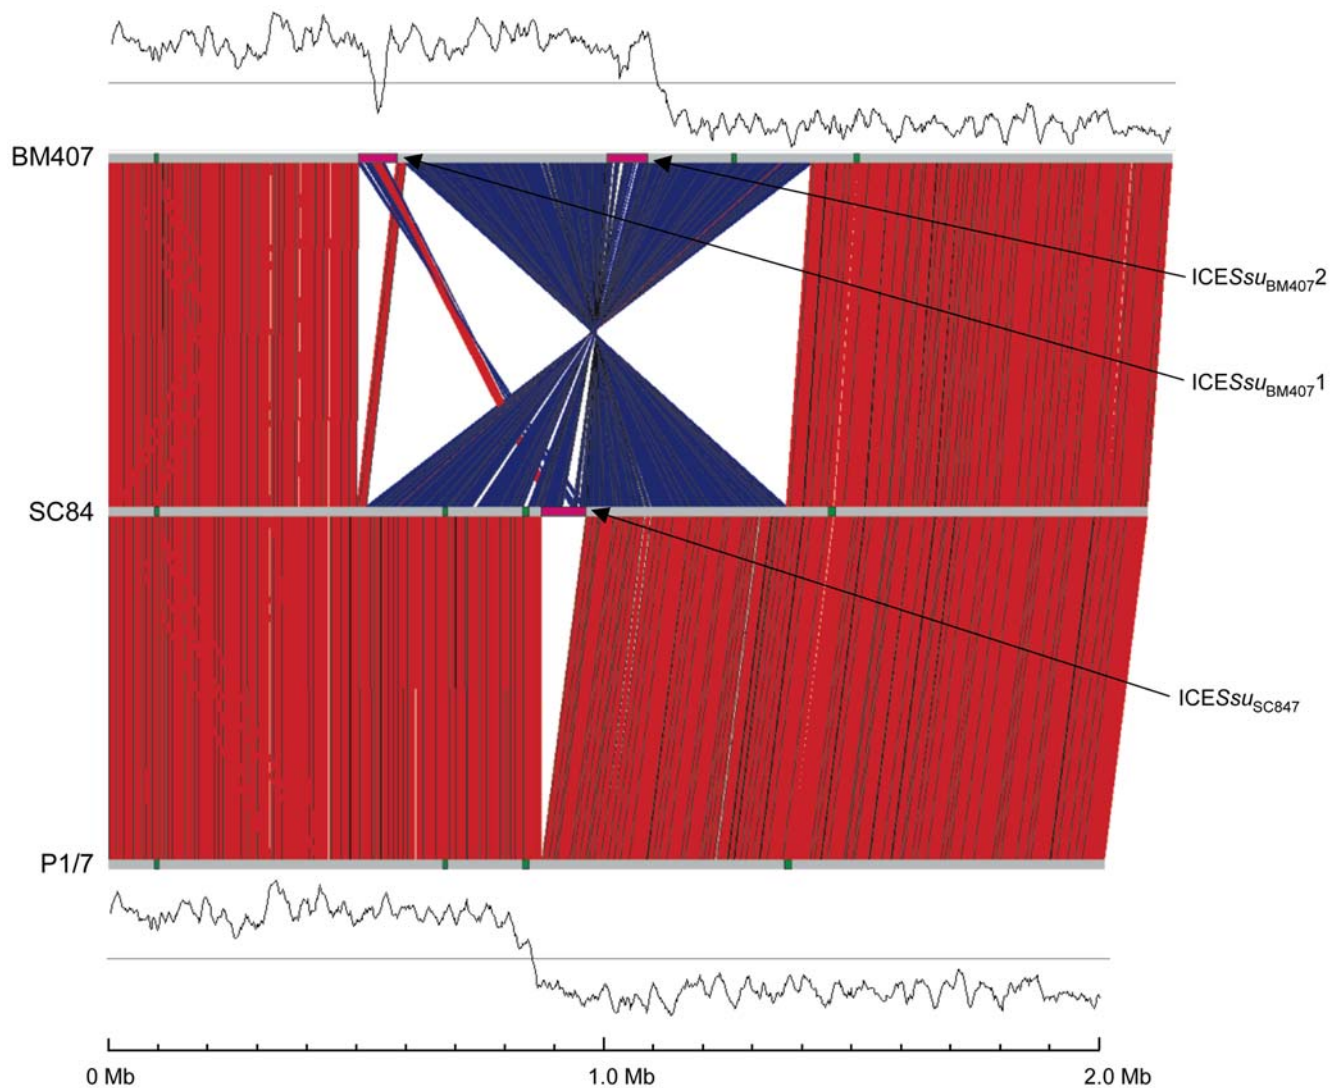 BM407
ICESsuBM4072
ICESsuBM4071
SC84
ICESsuSC847
P1/7
0 Mb 1.0 Mb 2.0 Mb